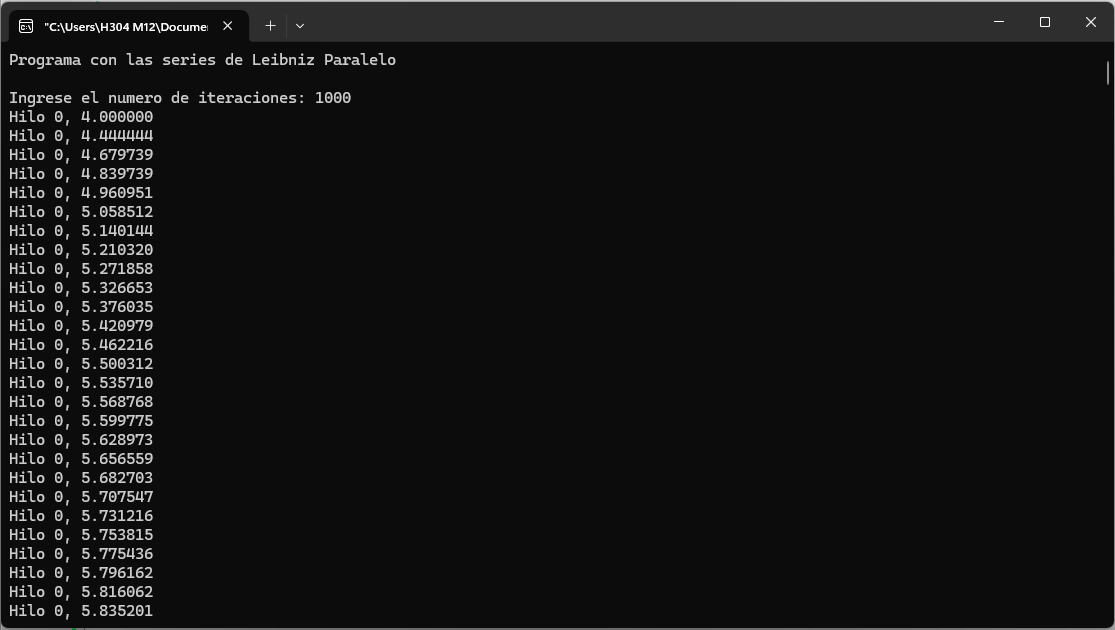 "C:\Users\H304 M12\Docume
Programa con las series de Leibniz Paralelo
Ingrese el numero de iteraciones: 1000
Hilo 0, 4.000000
Hilo 0, 4.444444
Hilo 0, 4.679739
Hilo 0, 4.839739
Hilo 0, 4.960951
Hilo 0, 5.058512
Hilo 0, 5.140144
Hilo 0, 5.210320
Hilo 0, 5.271858
Hilo 0, 5.326653
Hilo 0, 5.376035
Hilo 0, 5.420979
Hilo 0, 5.462216
Hilo 0, 5.500312
Hilo 0, 5.535710
Hilo 0, 5.568768
Hilo 0, 5.599775
Hilo 0, 5.628973
Hilo 0, 5.656559
Hilo 0, 5.682703
Hilo 0, 5.707547
Hilo 0, 5.731216
Hilo 0, 5.753815
Hilo 0, 5.775436
Hilo 0, 5.796162
Hilo 0, 5.816062
Hilo 0, 5.835201